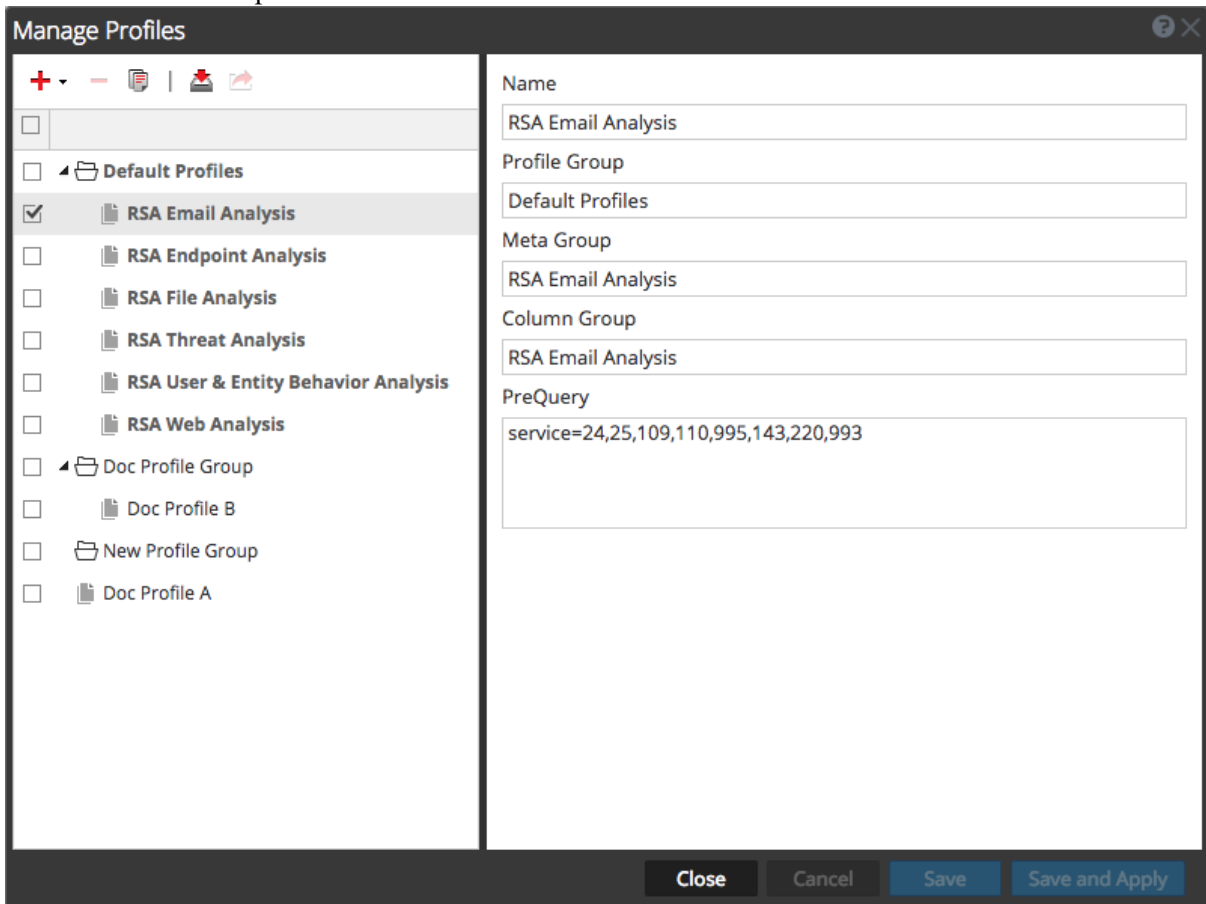 Manage Profiles
Default Profiles
RSA Email Analysis
RSA Endpoint Analysis
RSA File Analysis
RSA Threat Analysis
RSA User & Entity Behavior Analysis
RSA Web Analysis
Doc Profile Group
Doc Profile B
New Profile Group
Doc Profile A
Name
RSA Email Analysis
Profile Group
Default Profiles
Meta Group
RSA Email Analysis
Column Group
RSA Email Analysis
PreQuery
service=24,25,109,110,995,143,220,993
Close Cancel Save Save and Apply